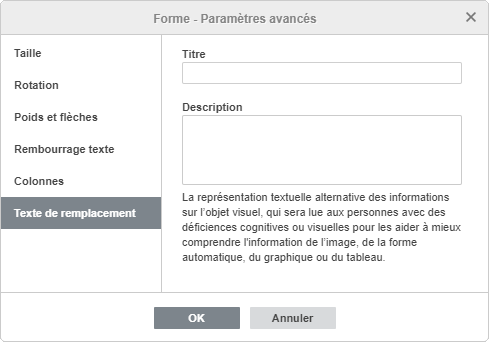 Forme - Paramètres avancés
Taille
Rotation
Poids et flèches
Rembourrage texte
Colonnes
Texte de remplacement
Titre
Description
La représentation textuelle alternative des informations
sur l'objet visuel, qui sera lue aux personnes avec des
déficiences cognitives ou visuelles pour les aider à mieux
comprendre l'information de l'image, de la forme
automatique, du graphique ou du tableau.
OK
Annuler